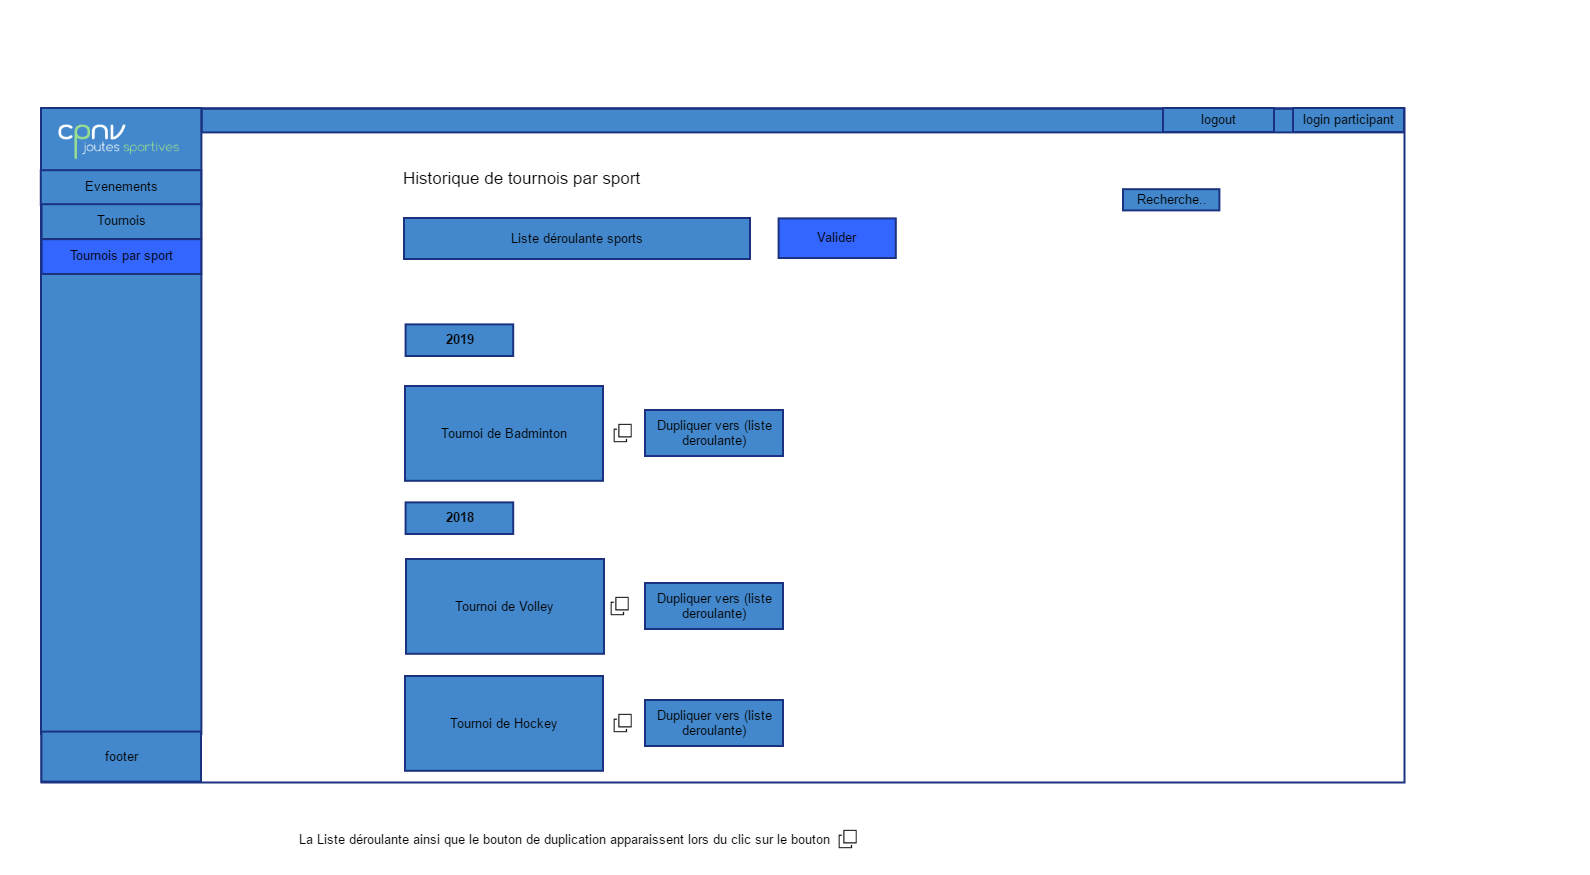 logout
login participant
cpnv
joutes sportives
Evenements
Tournois
Tournois par sport
footer
Historique de tournois par sport
Recherche..
Liste déroulante sports
Valider
2019
Tournoi de Badminton
Dupliquer vers (liste
deroulante)
2018
Tournoi de Volley
Dupliquer vers (liste
deroulante)
Tournoi de Hockey
Dupliquer vers (liste
deroulante)
La Liste déroulante ainsi que le bouton de duplication apparaissent lors du clic sur le bouton